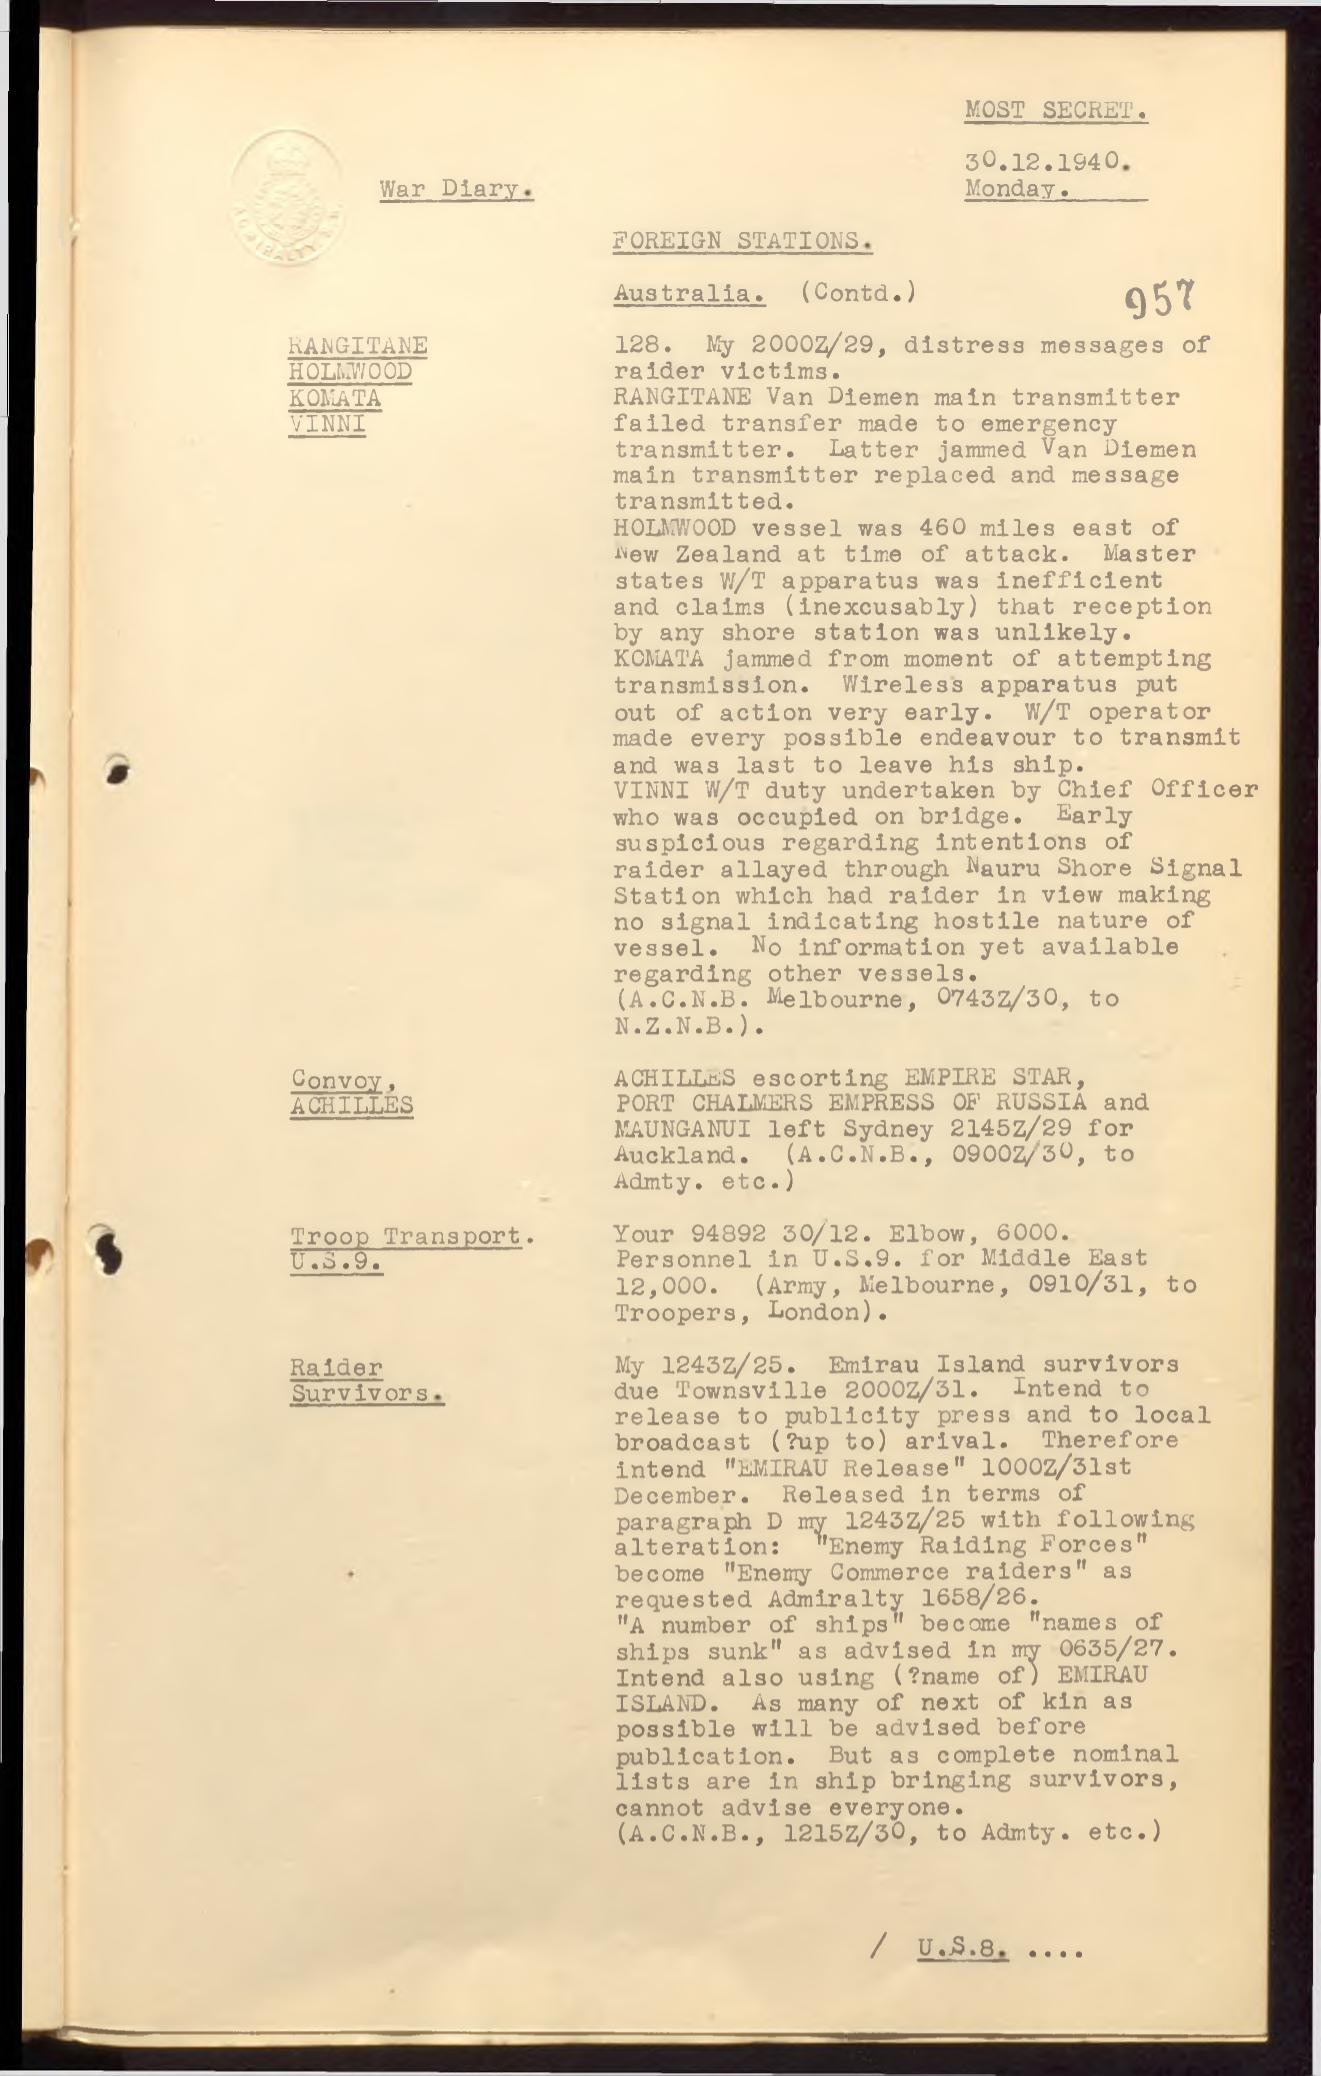 MOST SECRET.
30.12.1940.
War Diary.
Monday.
FOREIGN STATIONS.
Australia. (Contd.)
957
RANGITANE
HOLMWOOD
KOMATA
VINNI
128. My 2000Z/29, distress messages of
raider victims.
RANGITANE Van Diemen main transmitter
failed transfer made to emergency
transmitter. Latter jammed Van Diemen
main transmitter replaced and message
transmitted.
HOLMWOOD vessel was 460 miles east of
New Zealand at time of attack. Master
states W/T apparatus was inefficient
and claims (inexcusably) that reception
by any shore station was unlikely.
KOMATA jammed from moment of attempting
transmission. Wireless apparatus put
out of action very early. W/T operator
made every possible endeavour to transmit
and was last to leave his ship.
VINNI W/T duty undertaken by Chief Officer
who was occupied on bridge. Early
suspicious regarding intentions of
raider allayed through Nauru Shore Signal
Station which had raider in view making
no signal indicating hostile nature of
vessel. No information yet available
regarding other vessels.
(A.C.N.B. Melbourne, 0743Z/30, to
N.Z.N.B.).
Convoy,
ACHILLES
ACHILLES escorting EMPIRE STAR,
PORT CHALMERS EMPRESS OF RUSSIA and
MAUNGANUI left Sydney 2145Z/29 for
Auckland. (A.C.N.B., 0900Z/30, to
Admty. etc.)
Troop Transport.
U.S.9.
Your 94892 30/12. Elbow, 6000.
Personnel in U.S.9. for Middle East
12,000. (Army, Melbourne, 0910/31, to
Troopers, London).
Raider
Survivors.
My 1243Z/25. Emirau Island survivors
due Townsville 2000Z/31. Intend to
release to publicity press and to local
broadcast (?up to) arival. Therefore
intend "EMIRAU Release" 1000Z/31st
December. Released in terms of
paragraph D my 1243Z/25 with following
alteration: "Enemy Raiding Forces"
become "Enemy Commerce raiders" as
requested Admiralty 1658/26.
"A number of ships" become "names of
ships sunk" as advised in my 0635/27.
Intend also using (?name of) EMIRAU
ISLAND. As many of next of kin as
possible will be advised before
publication. But as complete nominal
lists are in ship bringing survivors,
cannot advise everyone.
(A.C.N.B., 1215Z/30, to Admty. etc.)
/ U.S.8. ....